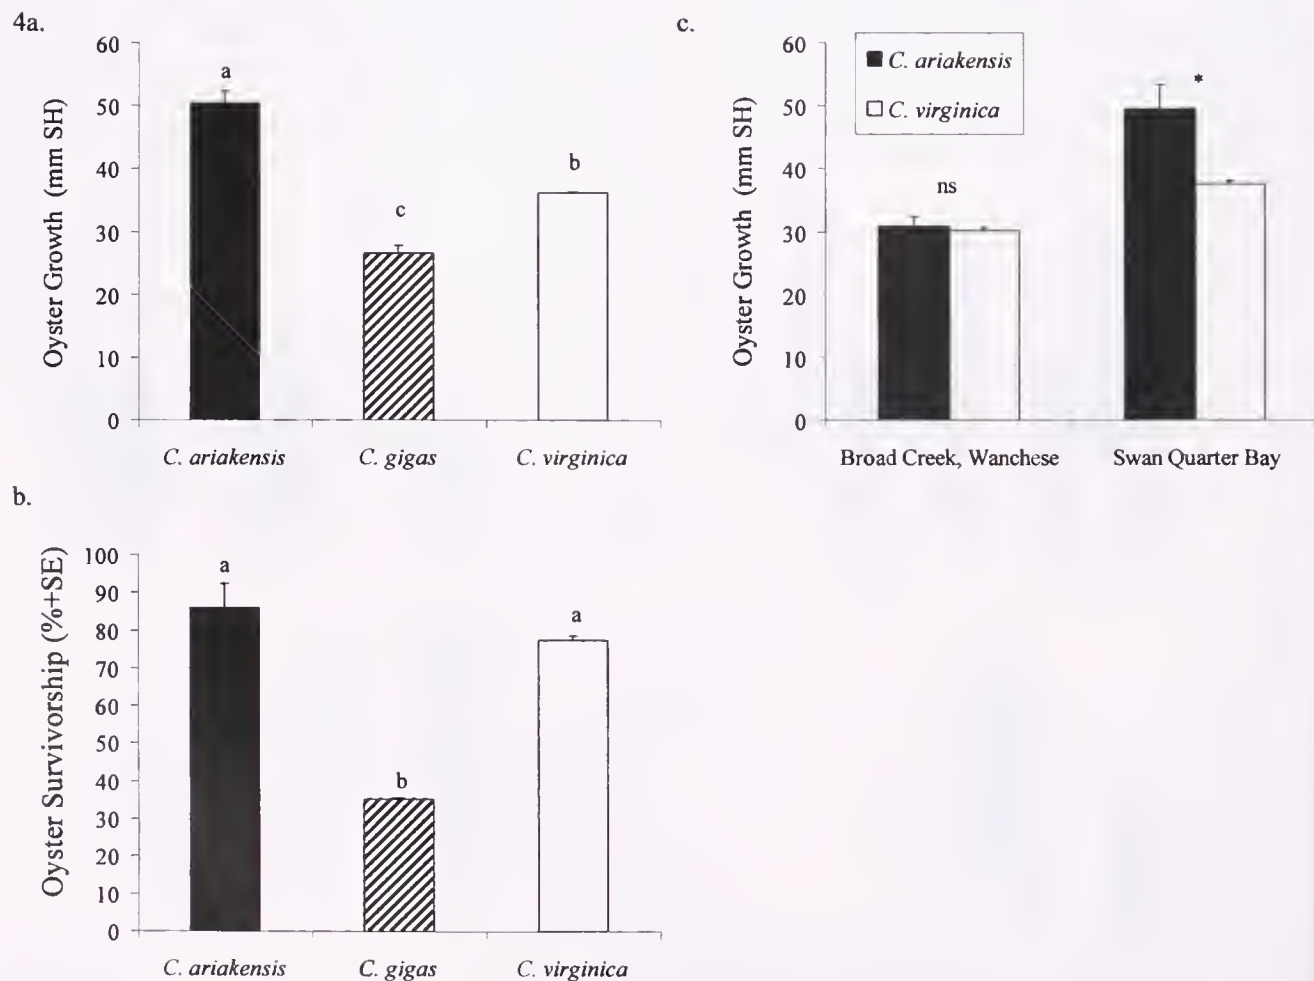 4a.
Oyster Growth (mm SH)
60
50
40
30
20
10
0
a
c
b
C. ariakensis
C. gigas
C. virginica
b.
Oyster Survivorship (%+SE)
100
90
80
70
60
50
40
30
20
10
0
a
b
a
C. ariakensis
C. gigas
C. virginica
c.
Oyster Growth (mm SH)
60
50
40
30
20
10
0
C. ariakensis
C. virginica
ns
*
Broad Creek, Wanchese
Swan Quarter Bay